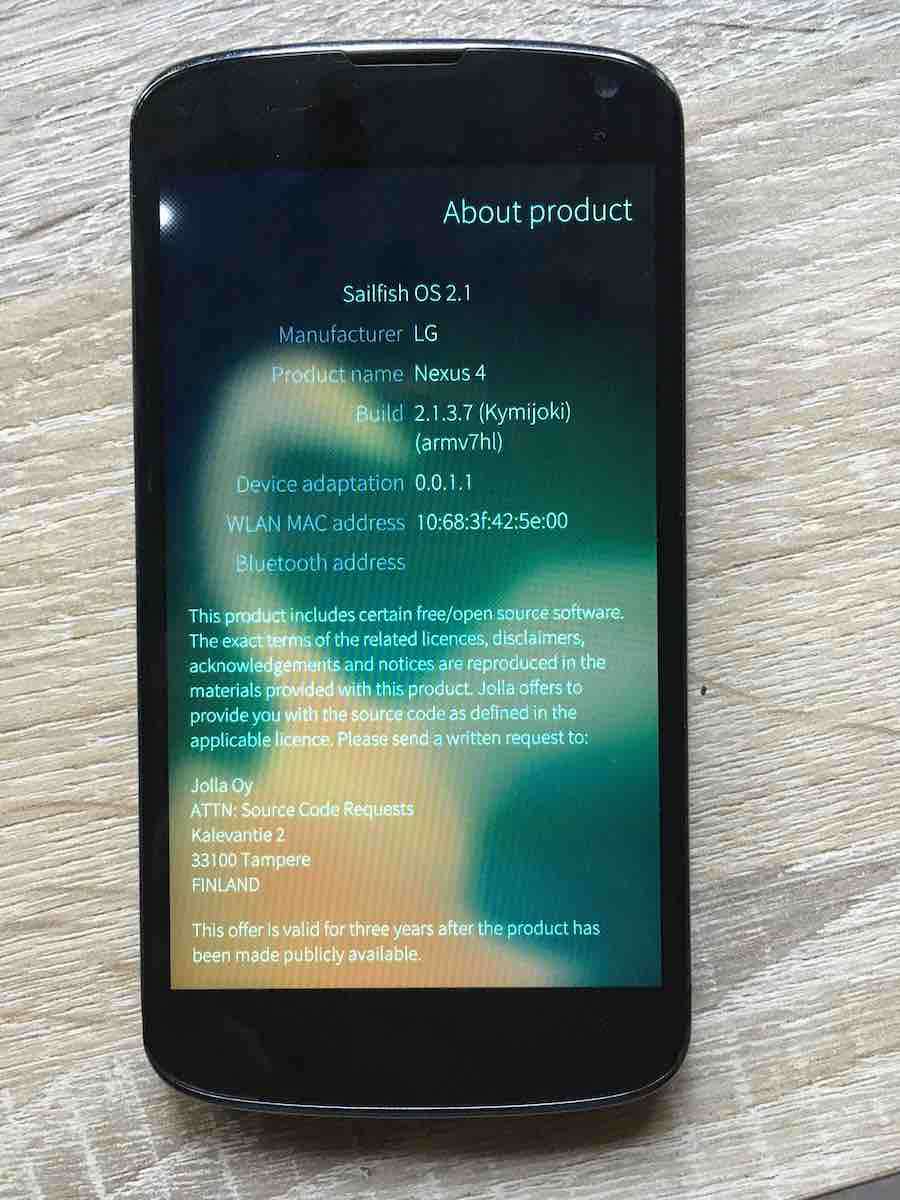 About product
Sailfish OS 2.1
Manufacturer LG
Product name Nexus 4
Build 2.1.3.7 (Kymijoki)
(armv7hl)
Device adaptation 0.0.1.1
WLAN MAC address 10:68:3f:42:5e:00
Bluetooth address
This product includes certain free/open source software.
The exact terms of the related licences, disclaimers,
acknowledgements and notices are reproduced in the
materials provided with this product. Jolla offers to
provide you with the source code as defined in the
applicable licence. Please send a written request to:
Jolla Oy
ATTN: Source Code Requests
Kalevantie 2
33100 Tampere
FINLAND
This offer is valid for three years after the product has
been made publicly available.